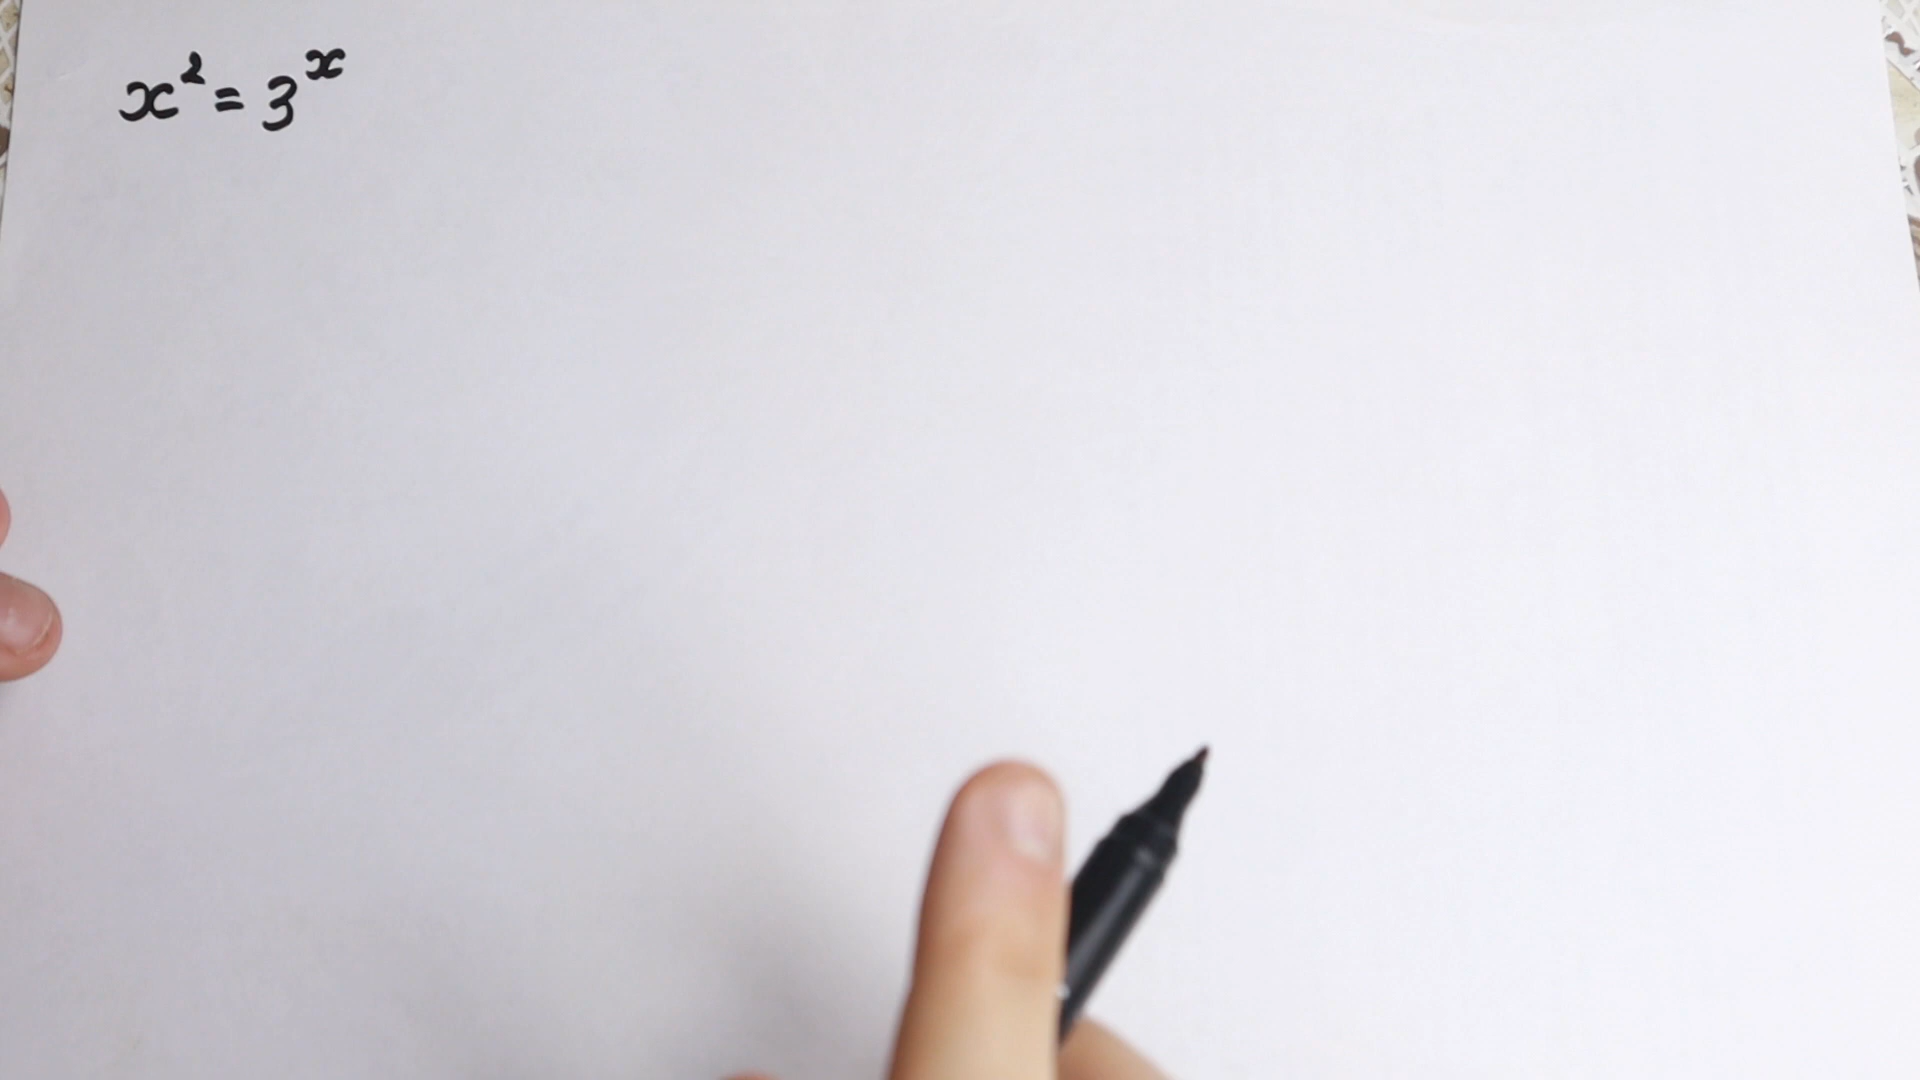 x² = 3ˣ